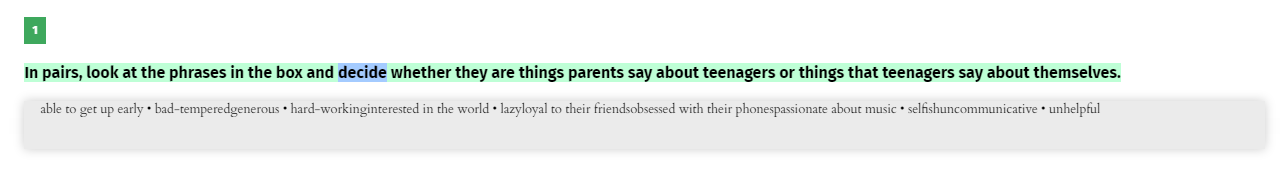 1
In pairs, look at the phrases in the box and decide whether they are things parents say about teenagers or things that teenagers say about themselves.
able to get up early • bad-temperedgenerous • hard-workinginterested in the world • lazyloyal to their friendsobsessed with their phonespassionate about music • selfishuncommunicative • unhelpful